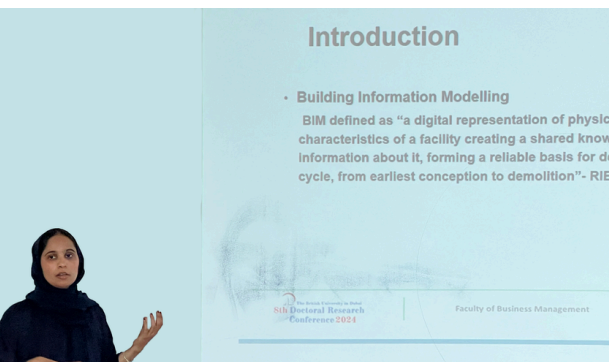 Introduction
• Building Information Modelling
BIM defined as “a digital representation of physic
characteristics of a facility creating a shared know
information about it, forming a reliable basis for de
cycle, from earliest conception to demolition”- RIB
The British University in Dubai
8th Doctoral Research
Conference 2024
Faculty of Business Management